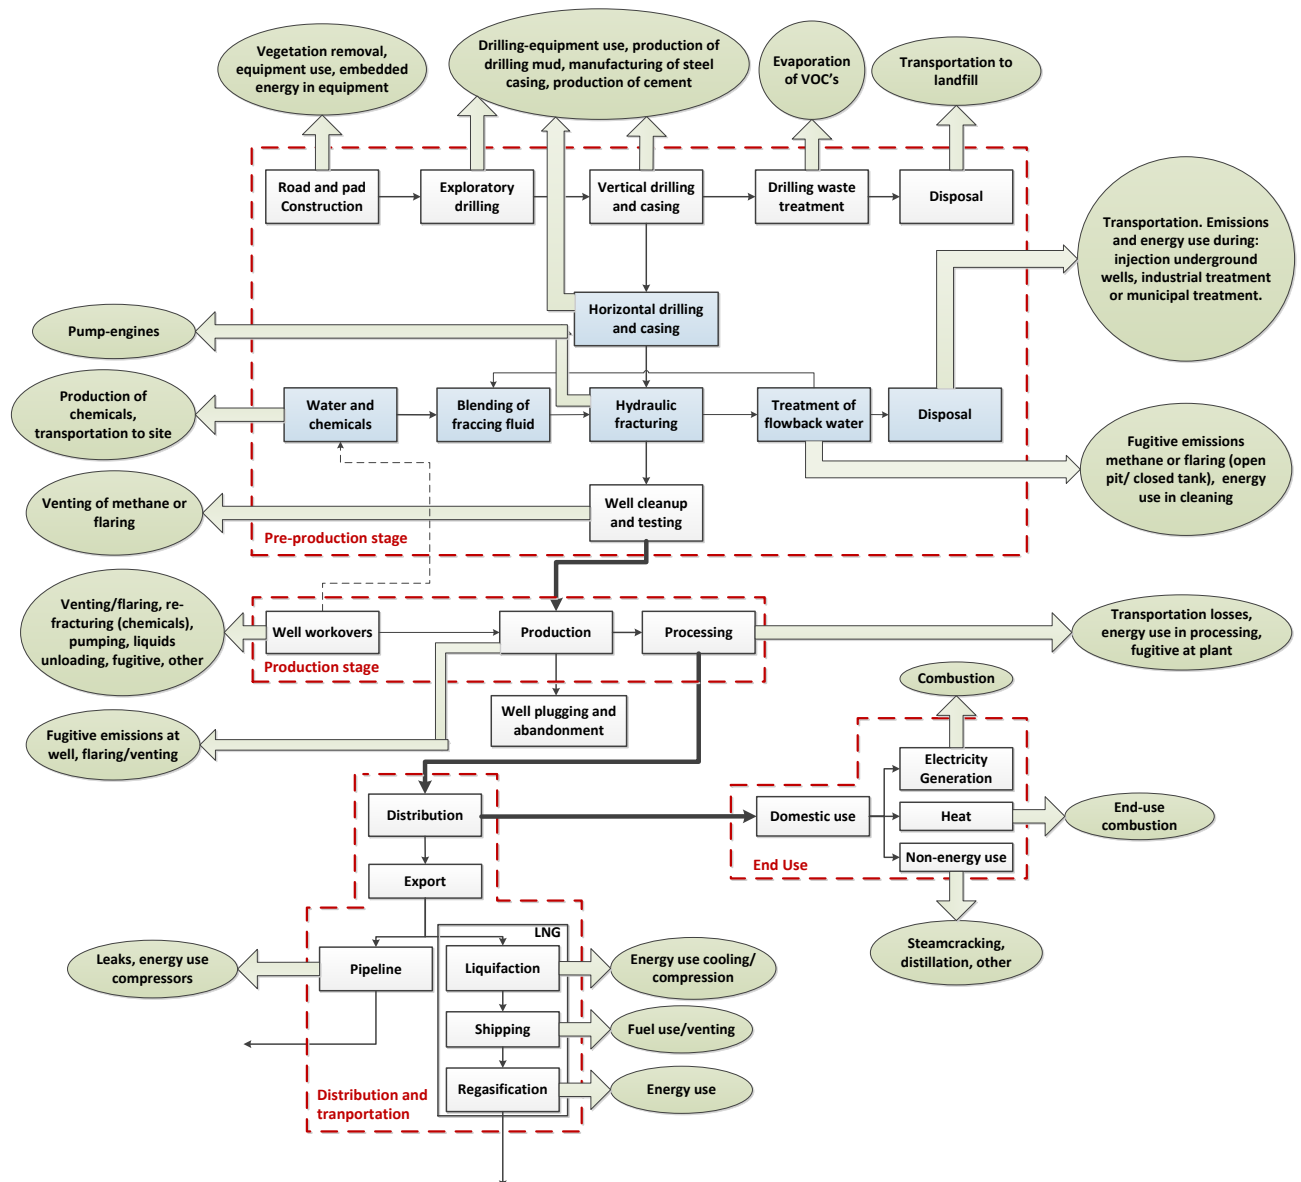 Vegetation removal,
equipment use, embedded
energy in equipment
Drilling-equipment use, production of
drilling mud, manufacturing of steel
casing, production of cement
Evaporation
of VOC's
Transportation to
landfill
Road and pad
Construction
Exploratory
drilling
Vertical drilling
and casing
Drilling waste
treatment
Disposal
Transportation. Emissions
and energy use during:
injection underground
wells, industrial treatment
or municipal treatment.
Horizontal drilling
and casing
Pump-engines
Production of
chemicals,
transportation to site
Water and
chemicals
Blending of
fraccing fluid
Hydraulic
fracturing
Treatment of
flowback water
Disposal
Fugitive emissions
methane or flaring (open
pit/ closed tank),  energy
use in cleaning
Venting of methane or
flaring
Well cleanup
and testing
Pre-production stage
Venting/flaring, re-
fracturing (chemicals),
pumping, liquids
unloading, fugitive, other
Well workovers
Production
Processing
Production stage
Transportation losses,
energy use in processing,
fugitive at plant
Well plugging and
abandonment
Fugitive emissions at
well, flaring/venting
Combustion
Electricity
Generation
Distribution
Domestic use
Heat
End-use
combustion
Non-energy use
End Use
Export
Steamcracking,
distillation, other
LNG
Leaks, energy use
compressors
Pipeline
Liquifaction
Energy use cooling/
compression
Shipping
Fuel use/venting
Regasification
Energy use
Distribution and
tranportation